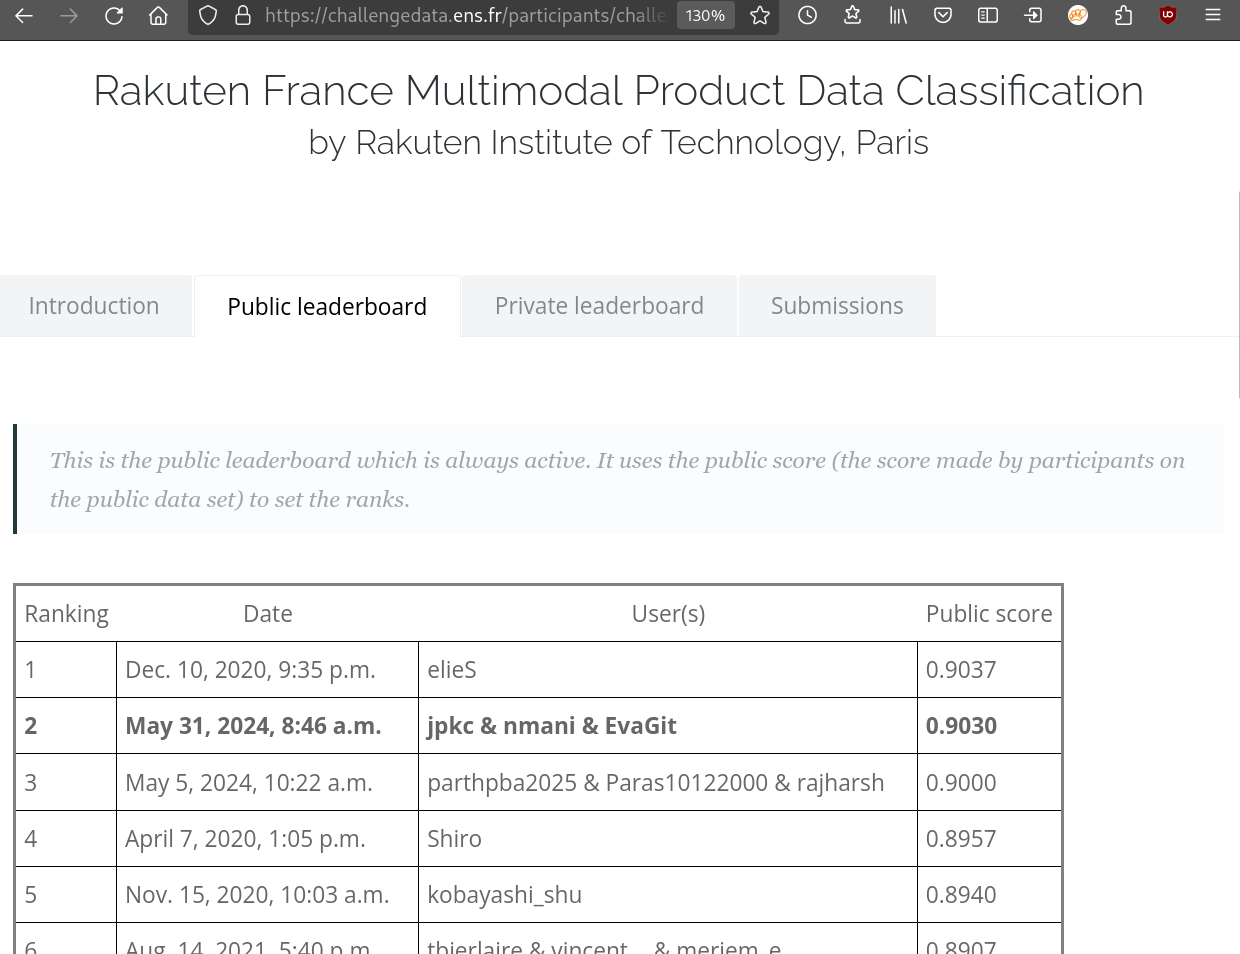 https://challengedata.ens.fr/participants/challe
130%
Rakuten France Multimodal Product Data Classification
by Rakuten Institute of Technology, Paris
Introduction
Public leaderboard
Private leaderboard
Submissions
This is the public leaderboard which is always active. It uses the public score (the score made by participants on
the public data set) to set the ranks.
Ranking Date User(s) Public score
1 Dec. 10, 2020, 9:35 p.m. elieS 0.9037
2 May 31, 2024, 8:46 a.m. jpkc & nmani & EvaGit 0.9030
3 May 5, 2024, 10:22 a.m. parthpba2025 & Paras10122000 & rajharsh 0.9000
4 April 7, 2020, 1:05 p.m. Shiro 0.8957
5 Nov. 15, 2020, 10:03 a.m. kobayashi_shu 0.8940
6 Aug. 14, 2021, 5:40 p.m. tbierlaire & vincent__ & meriem_e 0.8907